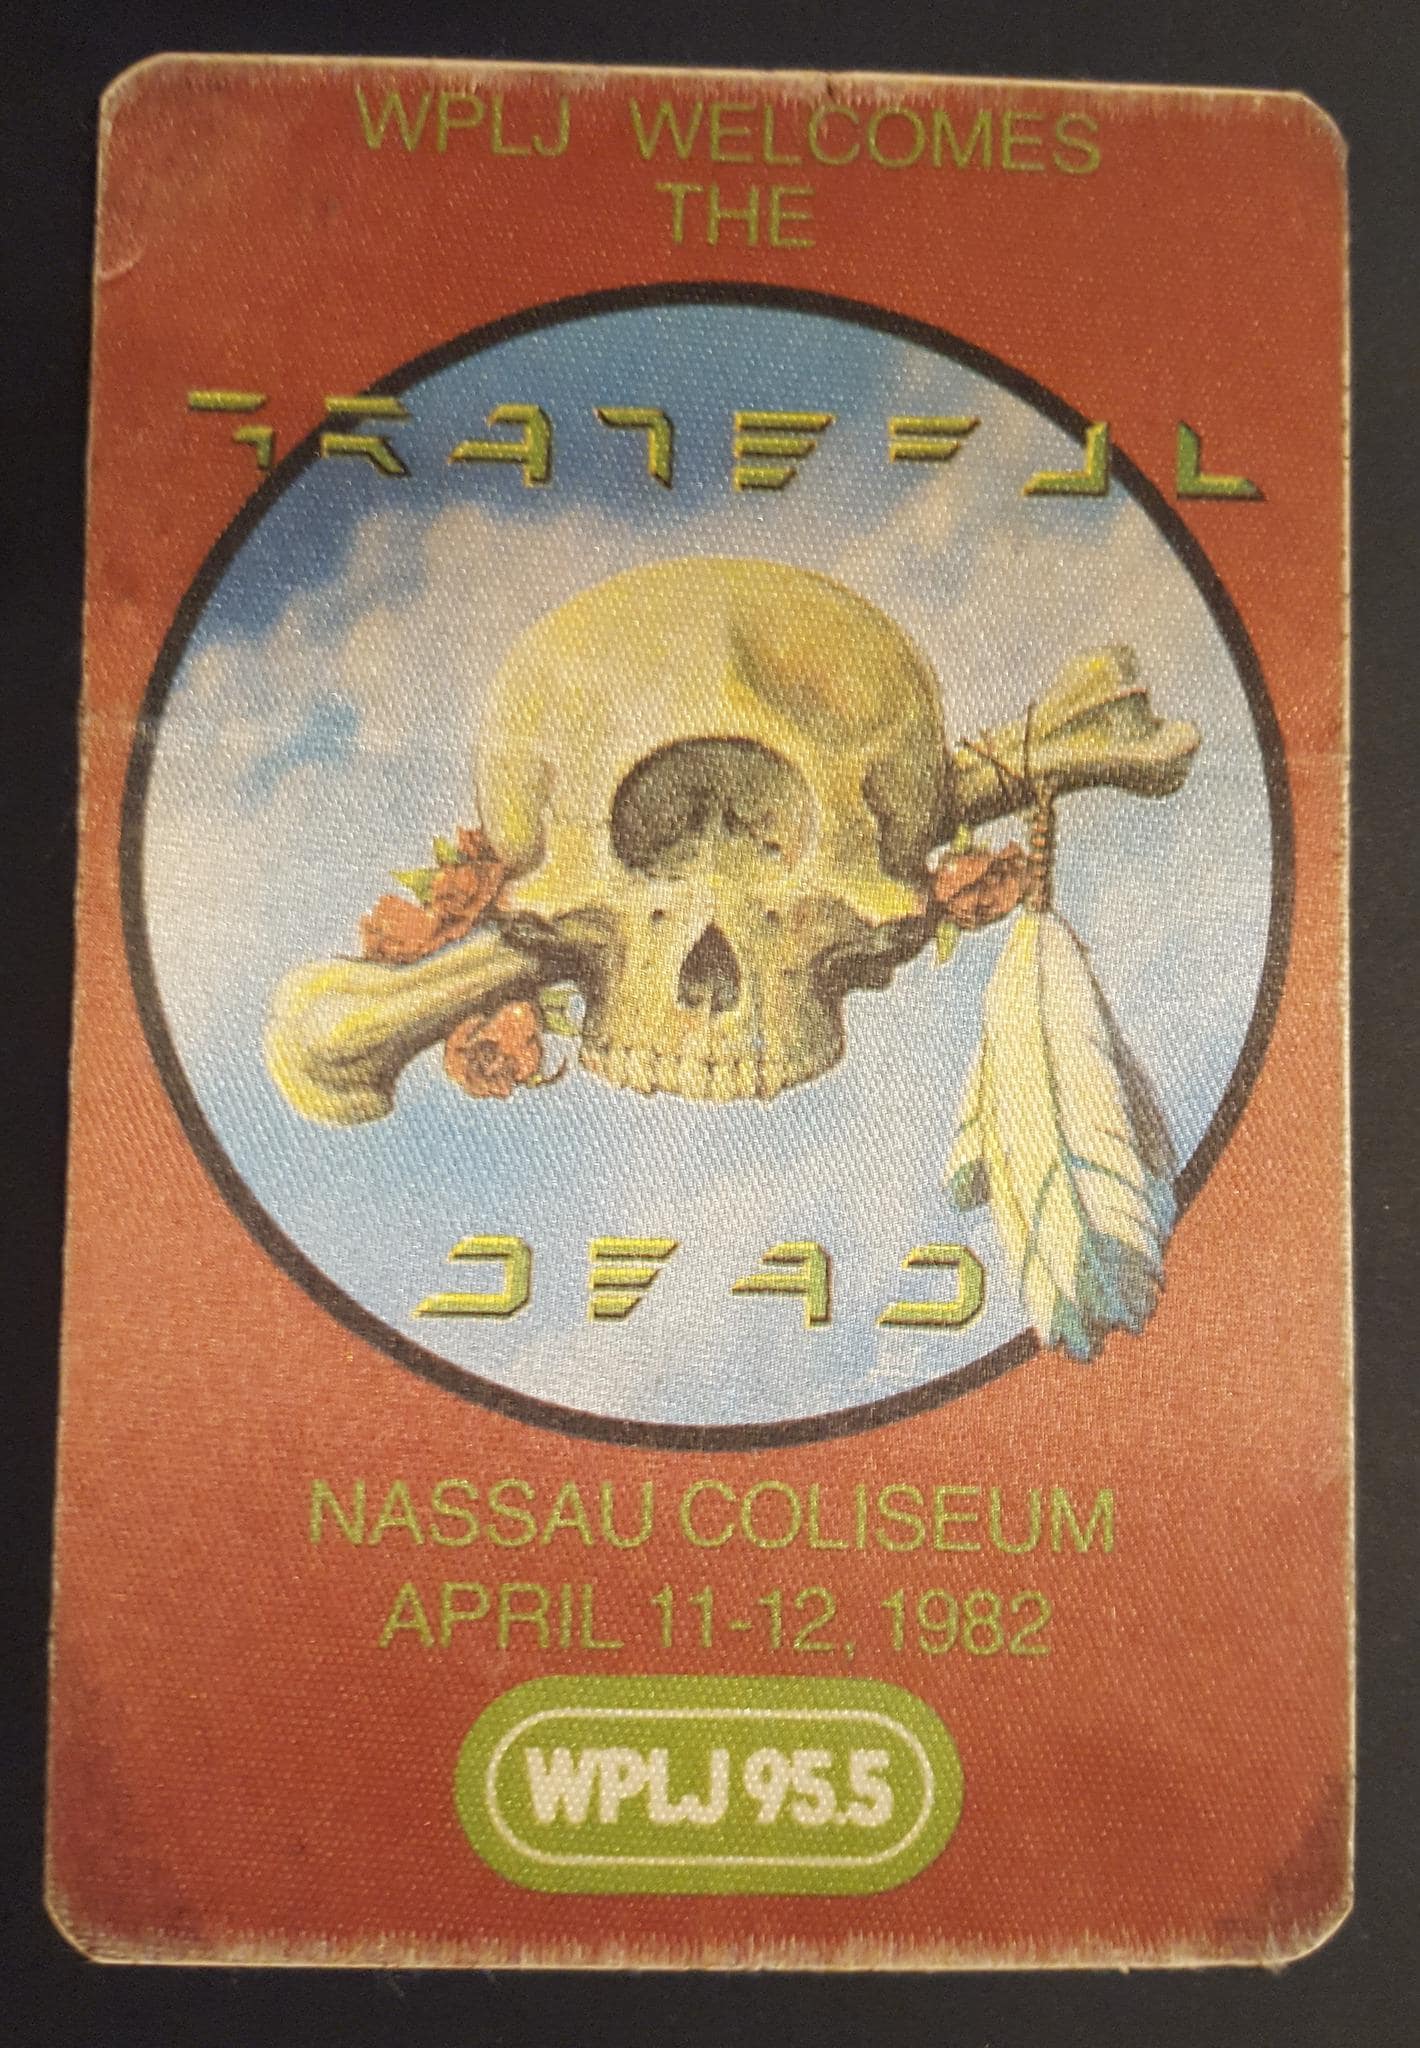 WPLJ WELCOMES
THE
GRATEFUL
DEAD
NASSAU COLISEUM
APRIL 11-12, 1982
WPLJ 95.5